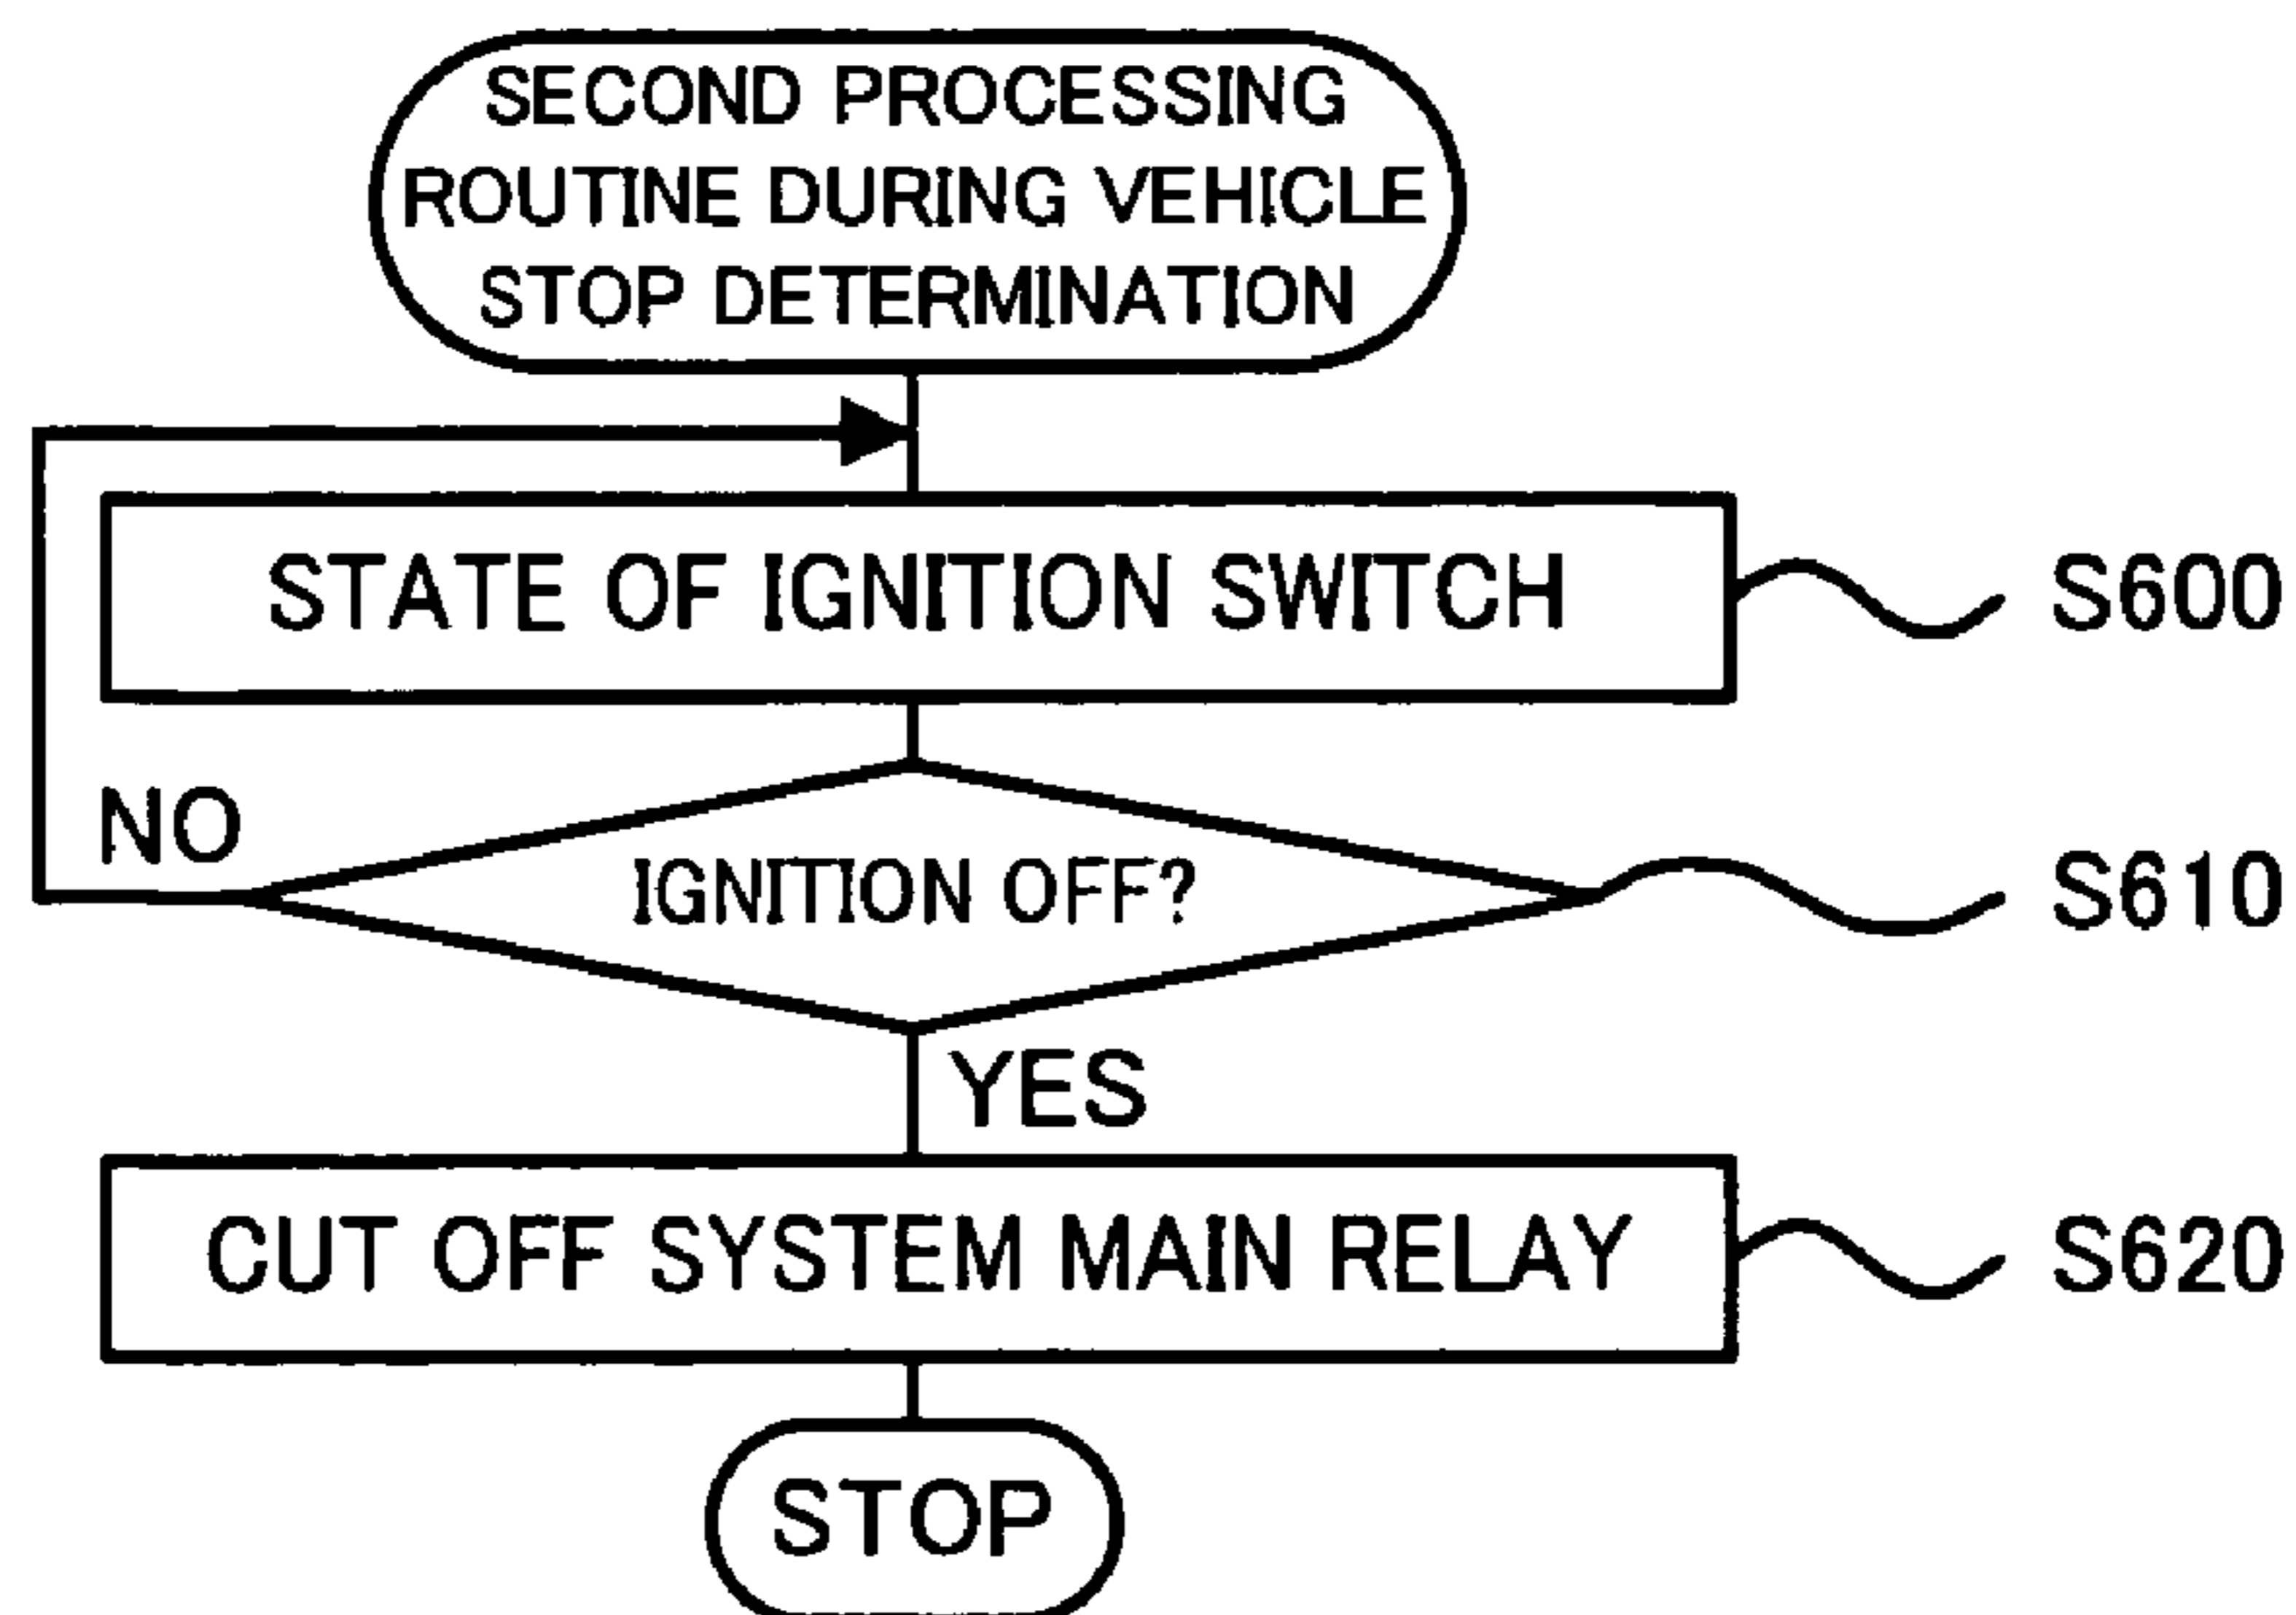 SECOND PROCESSING
ROUTINE DURING VEHICLE
STOP DETERMINATION
STATE OF IGNITION SWITCH
S600
NO
IGNITION OFF?
S610
YES
CUT OFF SYSTEM MAIN RELAY
S620
STOP